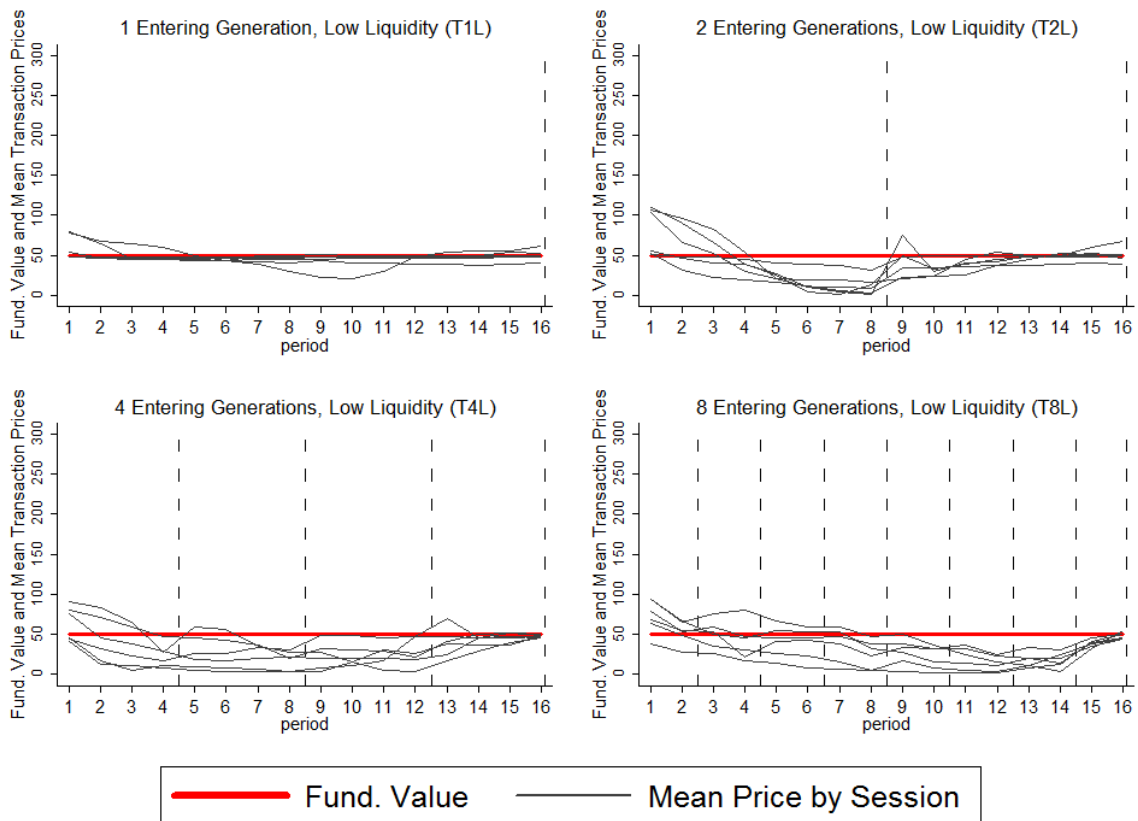 1 Entering Generation, Low Liquidity (T1L)
Fund. Value and Mean Transaction Prices
300
250
200
150
100
50
0
1 2 3 4 5 6 7 8 9 10 11 12 13 14 15 16
period
2 Entering Generations, Low Liquidity (T2L)
Fund. Value and Mean Transaction Prices
300
250
200
150
100
50
0
1 2 3 4 5 6 7 8 9 10 11 12 13 14 15 16
period
4 Entering Generations, Low Liquidity (T4L)
Fund. Value and Mean Transaction Prices
300
250
200
150
100
50
0
1 2 3 4 5 6 7 8 9 10 11 12 13 14 15 16
period
8 Entering Generations, Low Liquidity (T8L)
Fund. Value and Mean Transaction Prices
300
250
200
150
100
50
0
1 2 3 4 5 6 7 8 9 10 11 12 13 14 15 16
period
Fund. Value Mean Price by Session